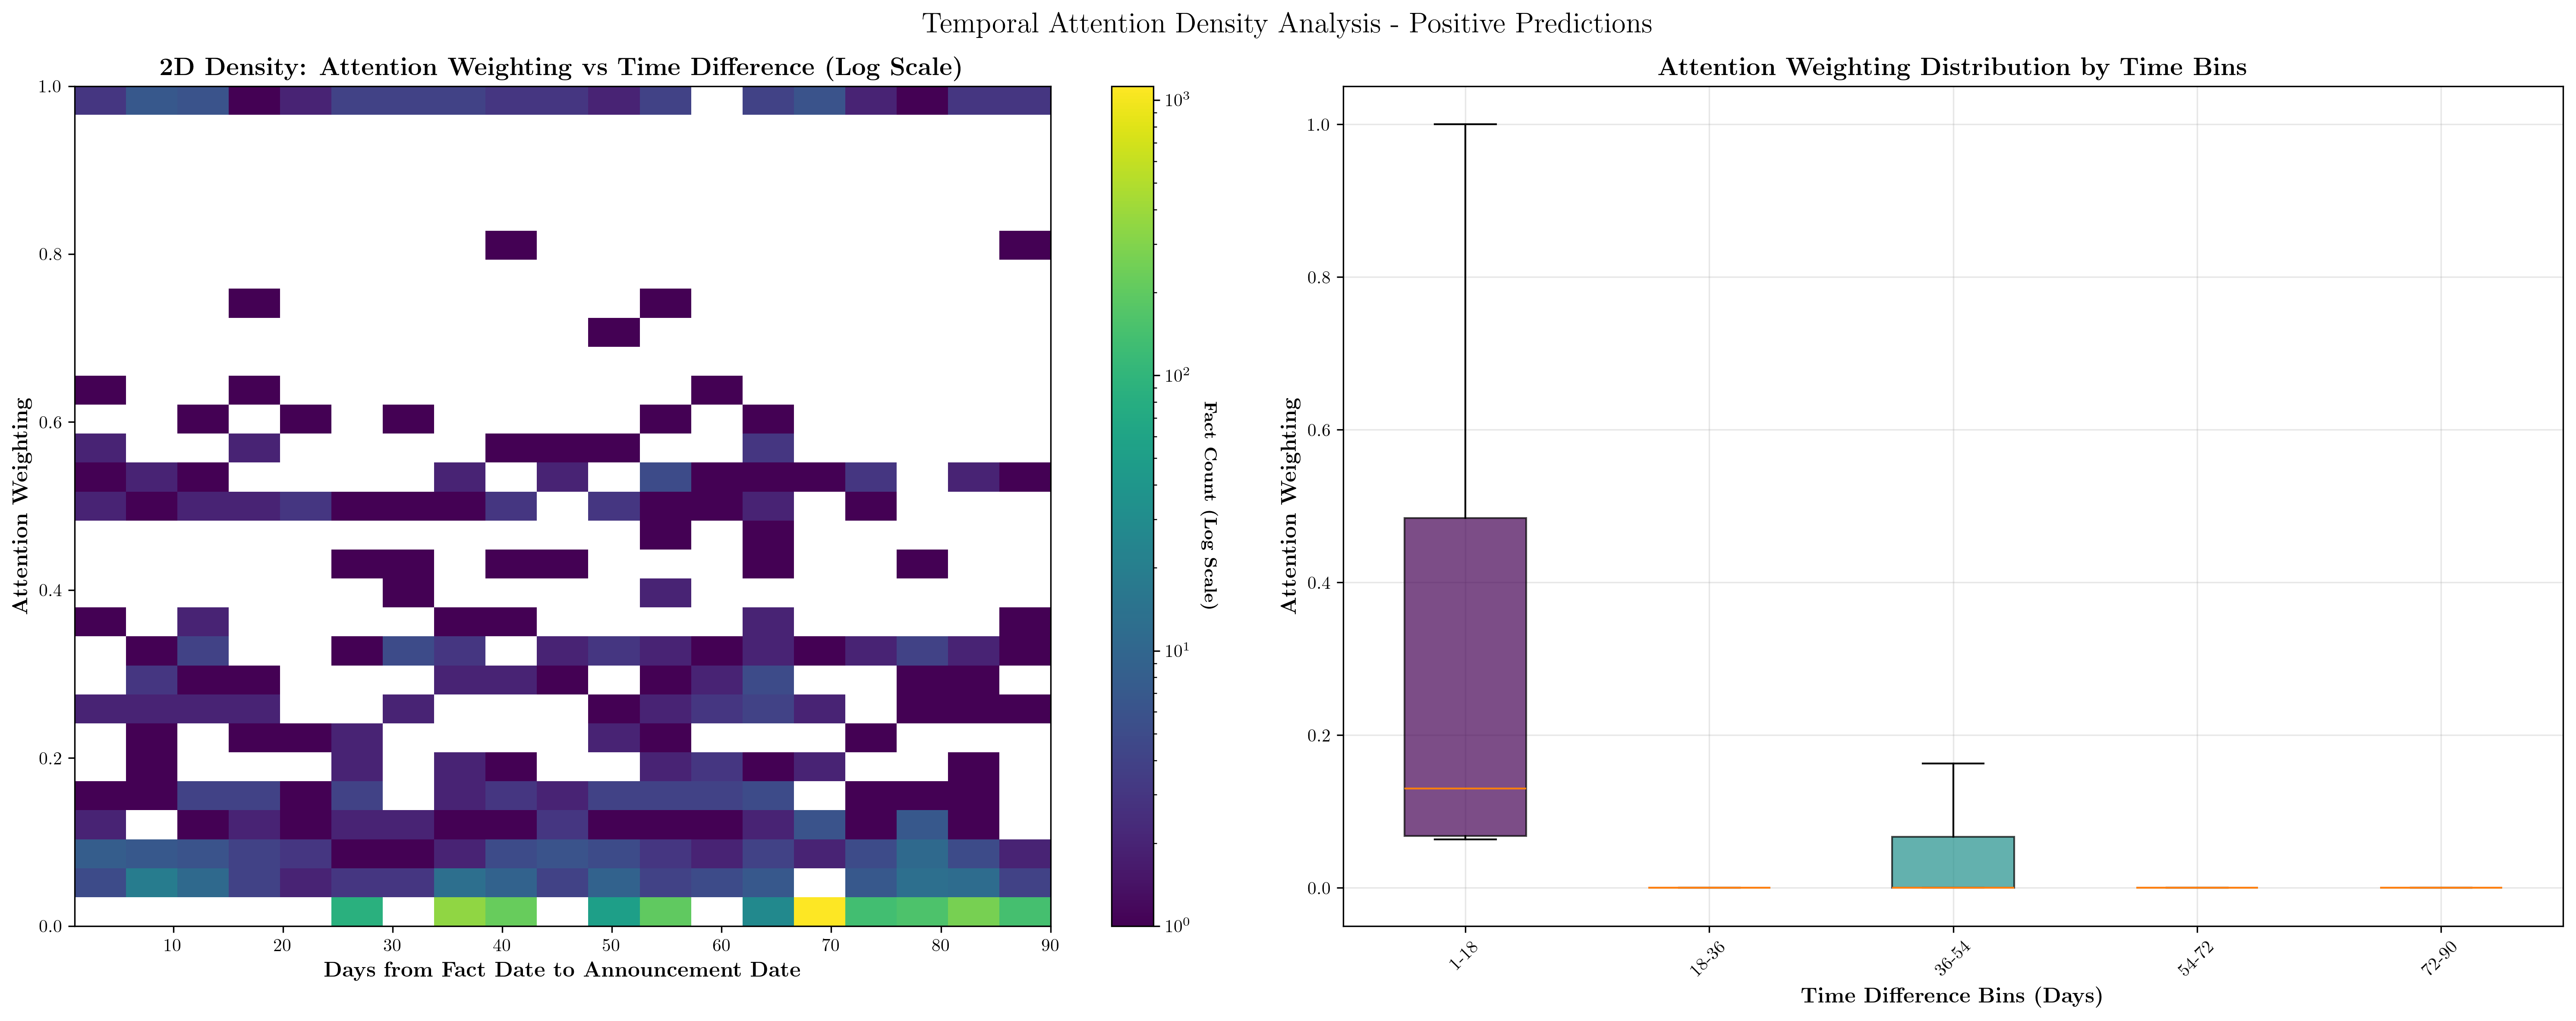 Temporal Attention Density Analysis - Positive Predictions
2D Density: Attention Weighting vs Time Difference (Log Scale)
Attention Weighting
1.0
0.8
0.6
0.4
0.2
0.0
10 20 30 40 50 60 70 80 90
Days from Fact Date to Announcement Date
10³
10²
10¹
10⁰
Fact Count (Log Scale)
Attention Weighting Distribution by Time Bins
Attention Weighting
1.0
0.8
0.6
0.4
0.2
0.0
1-18 18-36 36-54 54-72 72-90
Time Difference Bins (Days)